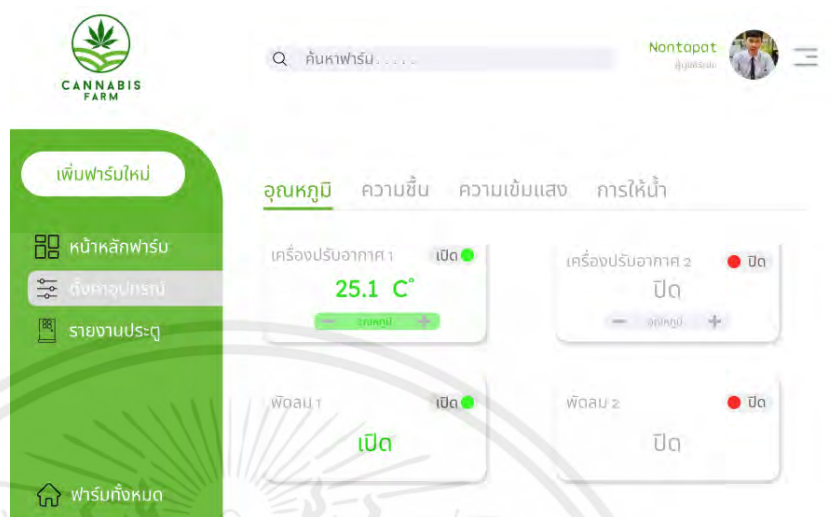 CANNABIS
FARM
ค้นหาฟาร์ม.....
Nontapat
ผู้ดูแลระบบ
เพิ่มฟาร์มใหม่
หน้าหลักฟาร์ม
ตั้งค่าอุปกรณ์
รายงานประตู
ฟาร์มทั้งหมด
อุณหภูมิ ความชื้น ความเข้มแสง การให้น้ำ
เครื่องปรับอากาศ 1 เปิด
25.1 C°
- อุณหภูมิ +
เครื่องปรับอากาศ 2 ปิด
ปิด
- อุณหภูมิ +
พัดลม 1 เปิด
เปิด
พัดลม 2 ปิด
ปิด